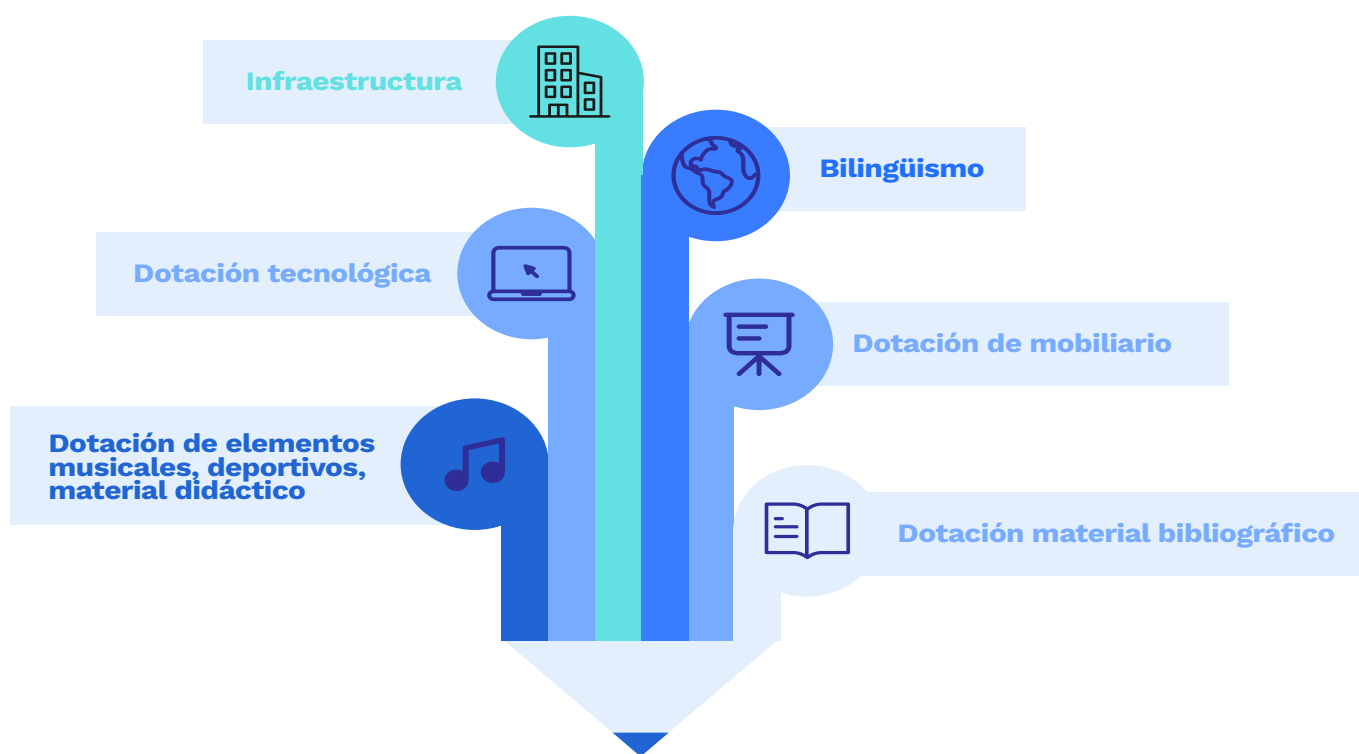 Infraestructura
Bilingüismo
Dotación tecnológica
Dotación de mobiliario
Dotación de elementos
musicales, deportivos,
material didáctico
Dotación material bibliográfico